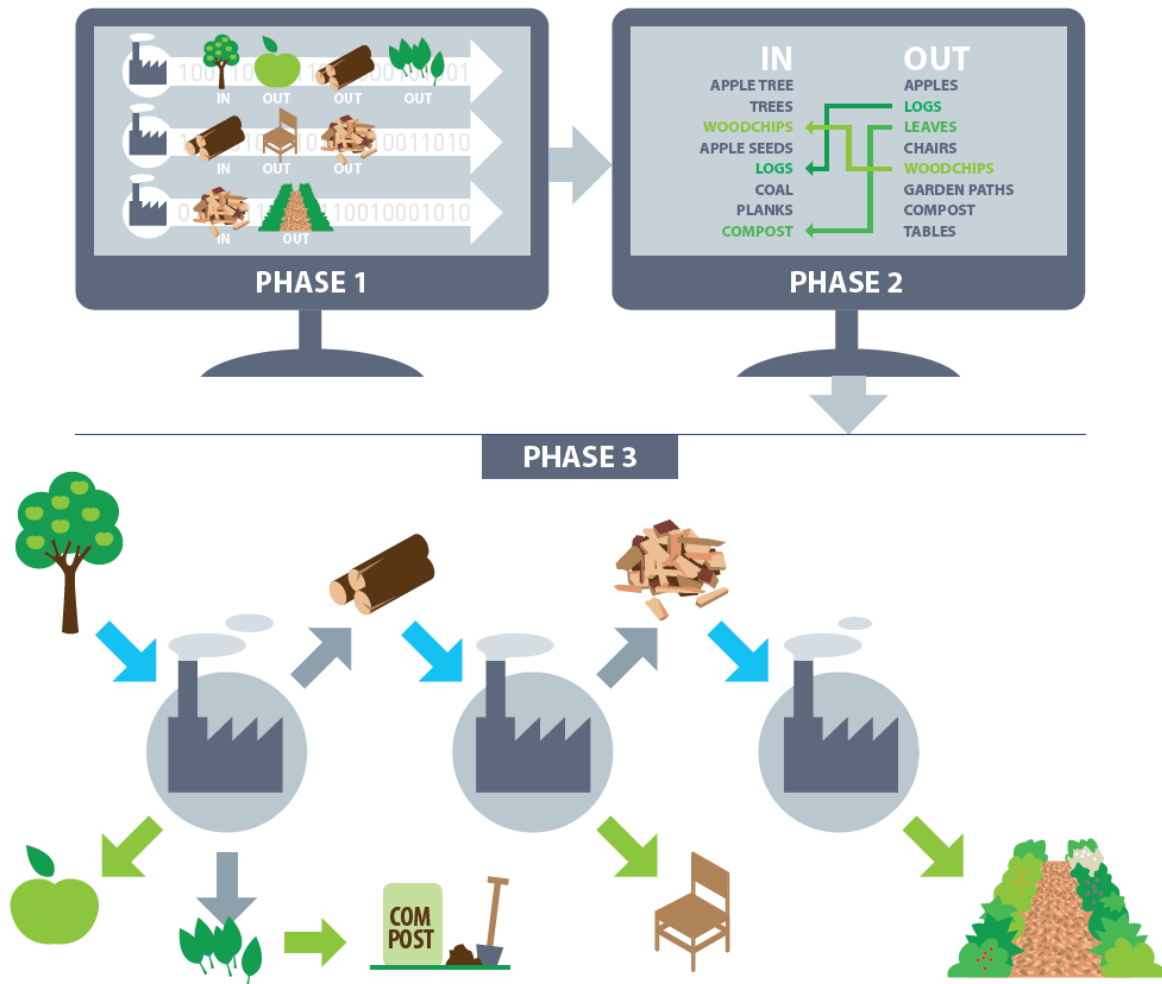 IN OUT OUT OUT
IN OUT OUT
IN OUT
PHASE 1
IN OUT
APPLE TREE APPLES
TREES LOGS
WOODCHIPS LEAVES
APPLE SEEDS CHAIRS
LOGS WOODCHIPS
COAL GARDEN PATHS
PLANKS COMPOST
COMPOST TABLES
PHASE 2
PHASE 3
COM
POST